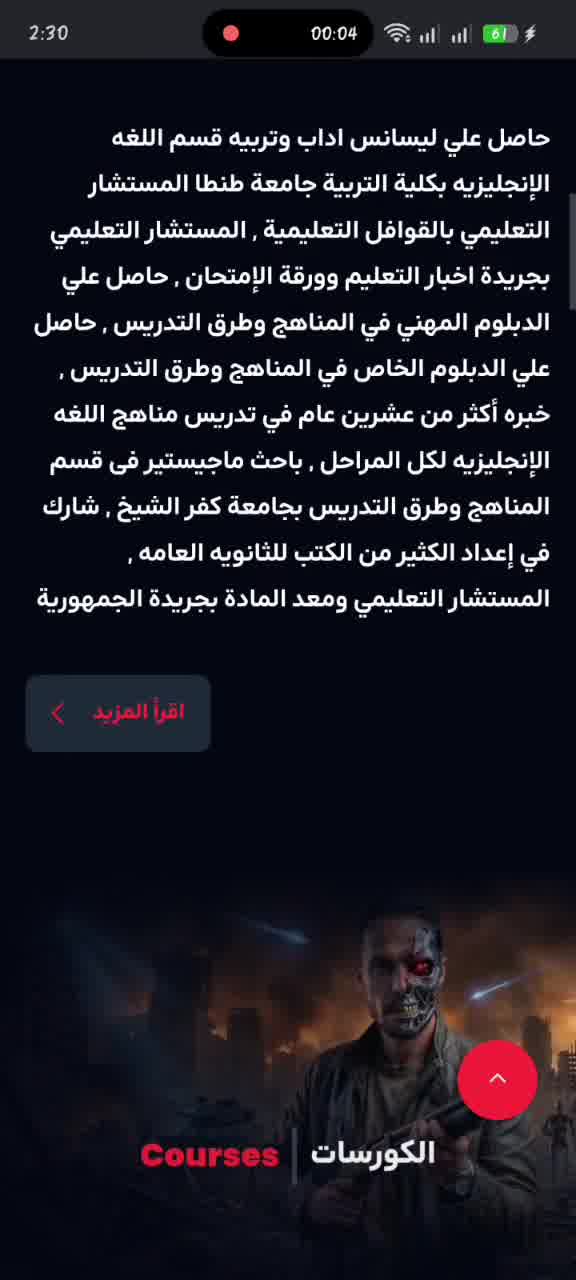 2:30
00:04
61
حاصل علي ليسانس اداب وتربيه قسم اللغه
الإنجليزيه بكلية التربية جامعة طنطا المستشار
التعليمي بالقوافل التعليمية , المستشار التعليمي
بجريدة اخبار التعليم وورقة الإمتحان , حاصل علي
الدبلوم المهني في المناهج وطرق التدريس , حاصل
علي الدبلوم الخاص في المناهج وطرق التدريس ,
خبره أكثر من عشرين عام في تدريس مناهج اللغه
الإنجليزيه لكل المراحل , باحث ماجيستير فى قسم
المناهج وطرق التدريس بجامعة كفر الشيخ , شارك
في إعداد الكثير من الكتب للثانويه العامه ,
المستشار التعليمي ومعد المادة بجريدة الجمهورية
اقرأ المزيد
الكورسات | Courses